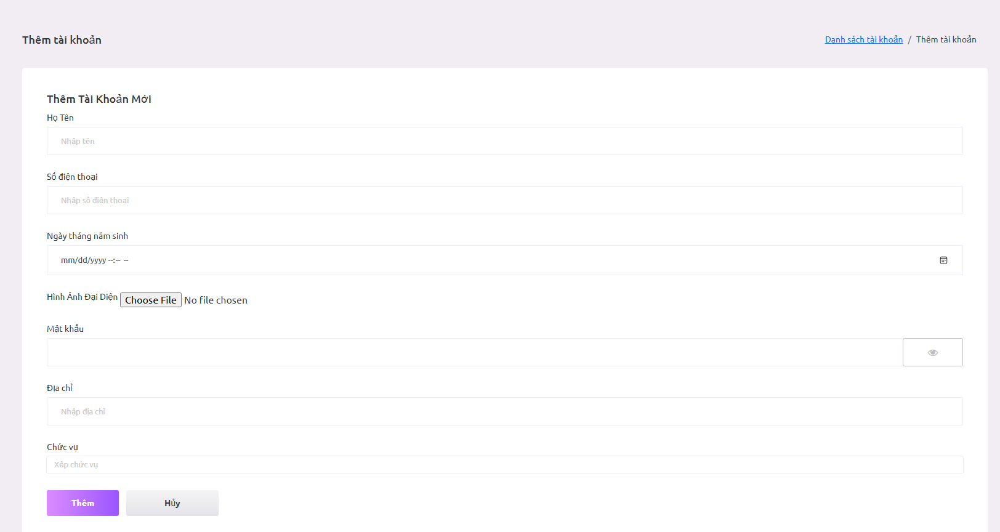 Thêm tài khoản
Danh sách tài khoản / Thêm tài khoản
Thêm Tài Khoản Mới
Họ Tên
Nhập tên
Số điện thoại
Nhập số điện thoại
Ngày tháng năm sinh
mm/dd/yyyy --:-- --
Hình Ảnh Đại Diện Choose File No file chosen
Mật khẩu
Địa chỉ
Nhập địa chỉ
Chức vụ
Xếp chức vụ
Thêm Hủy